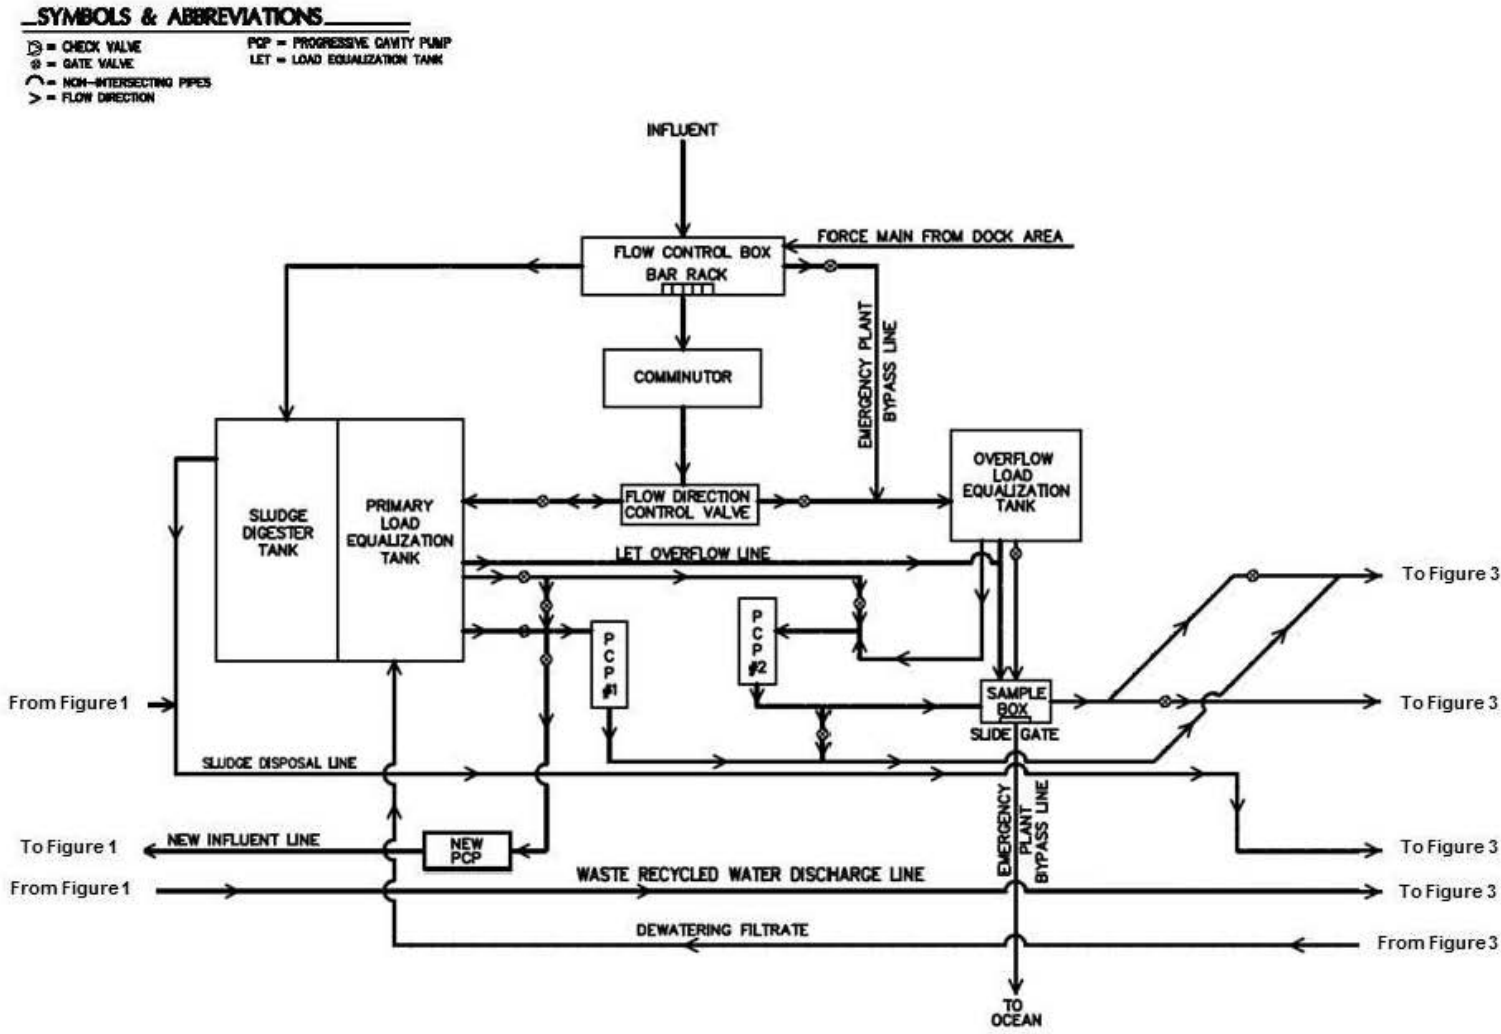 SYMBOLS & ABBREVIATIONS
= CHECK VALVE
= GATE VALVE
= NON-INTERSECTING PIPES
> = FLOW DIRECTION
PCP = PROGRESSIVE CAVITY PUMP
LET = LOAD EQUALIZATION TANK
INFLUENT
FORCE MAIN FROM DOCK AREA
FLOW CONTROL BOX
BAR RACK
EMERGENCY PLANT
BYPASS LINE
COMMINUTOR
OVERFLOW
LOAD
EQUALIZATION
TANK
FLOW DIRECTION
CONTROL VALVE
SLUDGE
DIGESTER
TANK
PRIMARY
LOAD
EQUALIZATION
TANK
LET OVERFLOW LINE
To Figure 3
P
C
P
#1
P
C
P
#2
SAMPLE
BOX
SLIDE GATE
From Figure 1
To Figure 3
SLUDGE DISPOSAL LINE
EMERGENCY
PLANT
BYPASS LINE
To Figure 1
NEW INFLUENT LINE
NEW
PCP
To Figure 3
From Figure 1
WASTE RECYCLED WATER DISCHARGE LINE
To Figure 3
DEWATERING FILTRATE
From Figure 3
TO
OCEAN